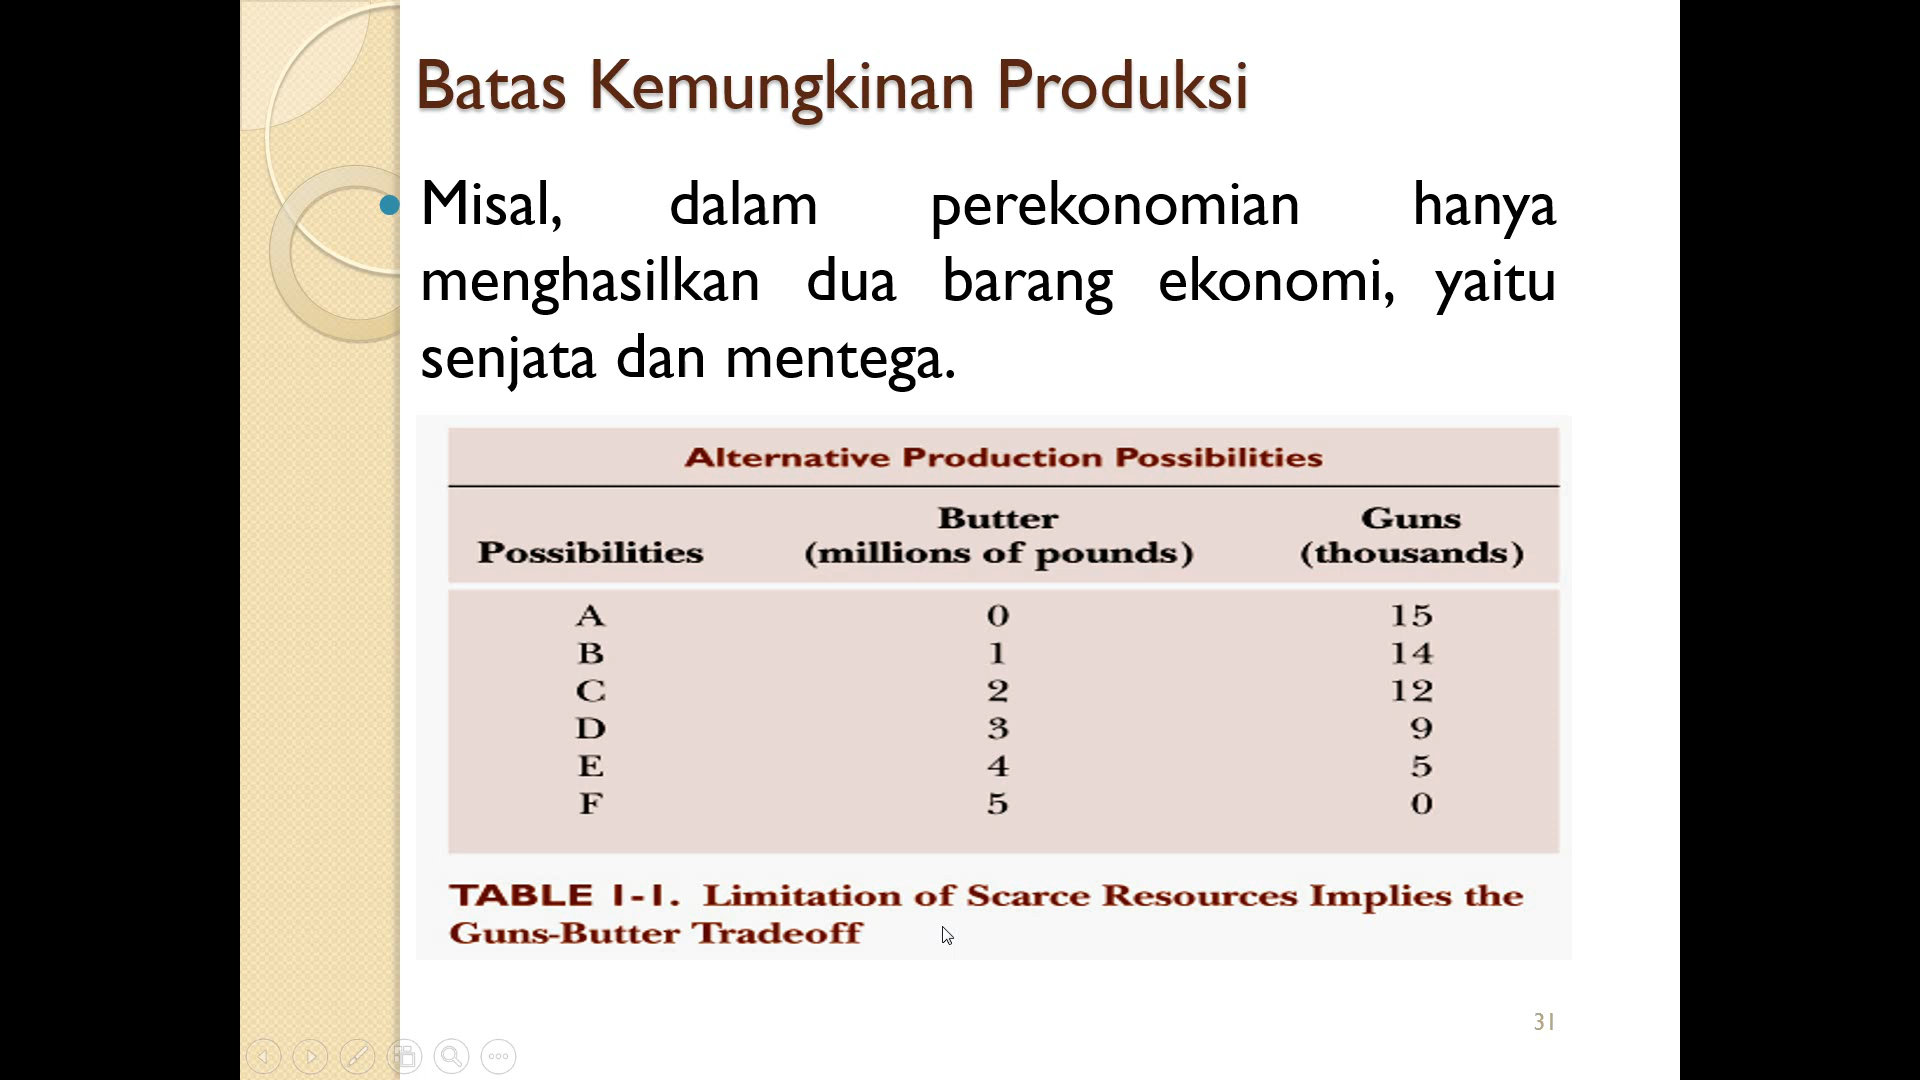 Batas Kemungkinan Produksi
Misal, dalam perekonomian hanya
menghasilkan dua barang ekonomi, yaitu
senjata dan mentega.
Alternative Production Possibilities
Possibilities Butter (millions of pounds) Guns (thousands)
A 0 15
B 1 14
C 2 12
D 3 9
E 4 5
F 5 0
TABLE 1-1. Limitation of Scarce Resources Implies the
Guns-Butter Tradeoff
31